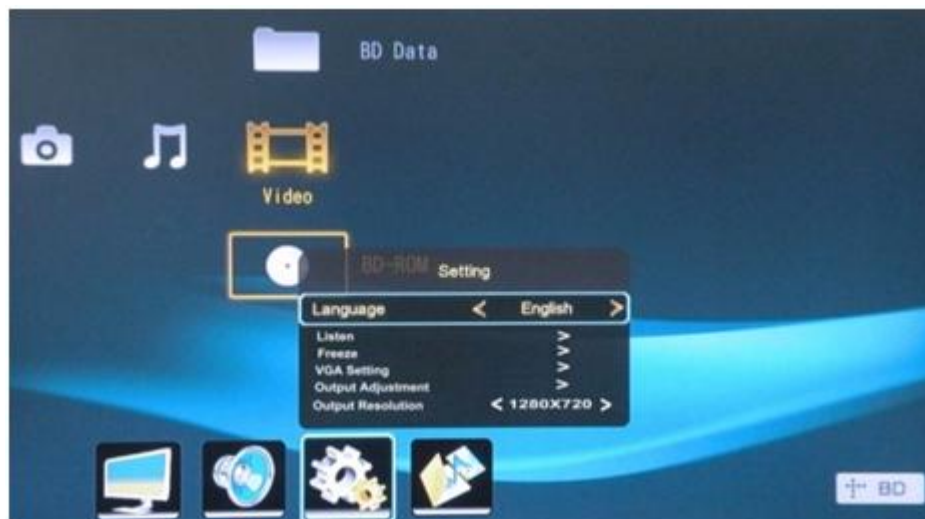 BD Data
Video
BD-ROM
Setting
Language < English >
Listen >
Freeze >
VGA Setting >
Output Adjustment >
Output Resolution < 1280X720 >
BD